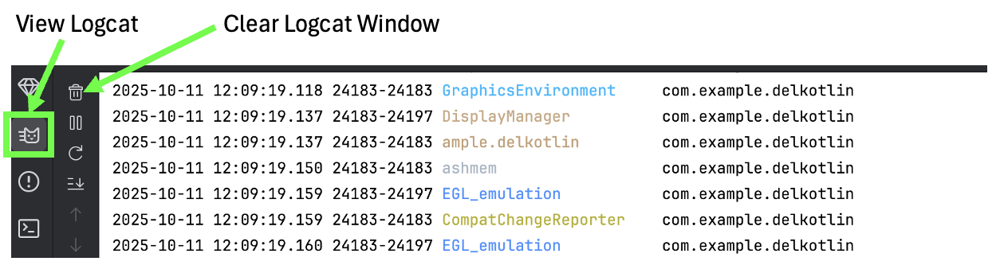 View Logcat
Clear Logcat Window
2025-10-11 12:09:19.118 24183-24183 GraphicsEnvironment com.example.delkotlin
2025-10-11 12:09:19.137 24183-24197 DisplayManager com.example.delkotlin
2025-10-11 12:09:19.137 24183-24183 ample.delkotlin com.example.delkotlin
2025-10-11 12:09:19.150 24183-24183 ashmem com.example.delkotlin
2025-10-11 12:09:19.159 24183-24197 EGL_emulation com.example.delkotlin
2025-10-11 12:09:19.159 24183-24183 CompatChangeReporter com.example.delkotlin
2025-10-11 12:09:19.160 24183-24197 EGL_emulation com.example.delkotlin